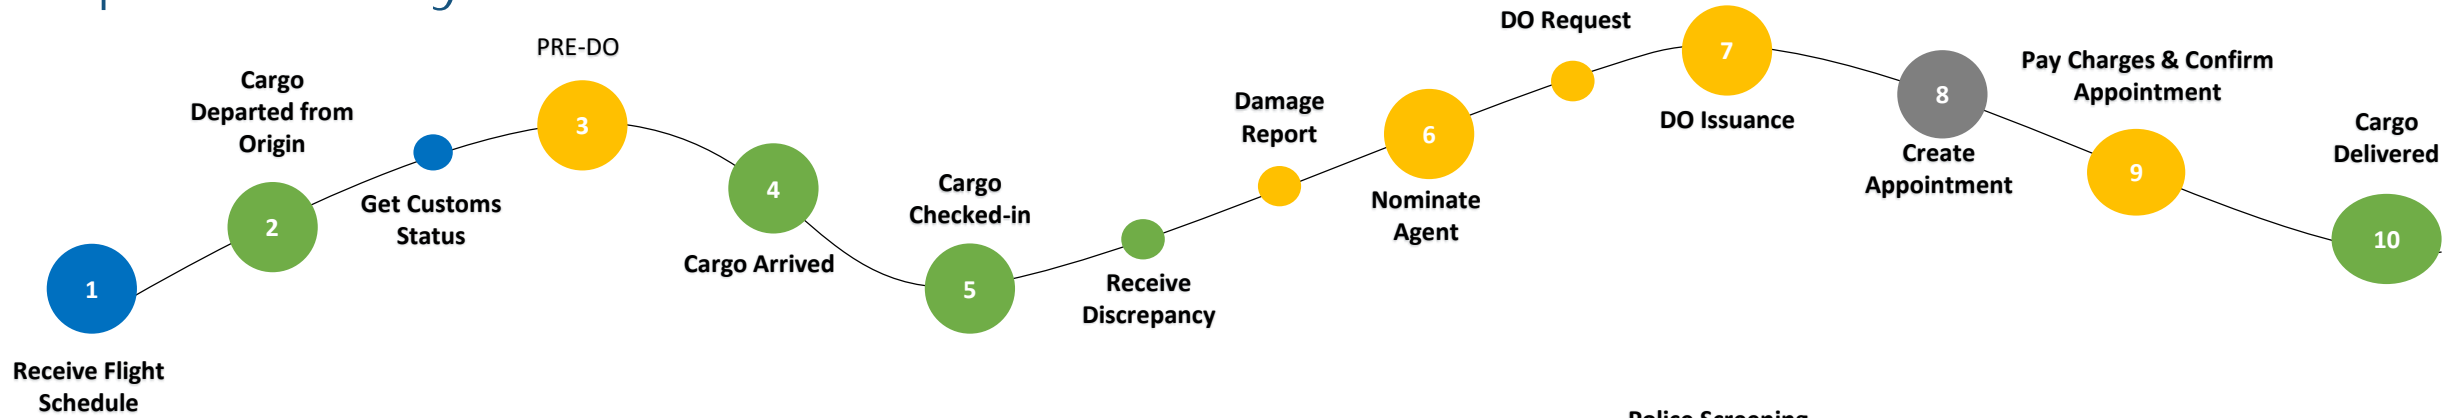 1
Receive Flight
Schedule
Cargo
Departed from
Origin
2
Get Customs
Status
PRE-DO
3
4
Cargo Arrived
Cargo
Checked-in
5
Receive
Discrepancy
Damage
Report
6
Nominate
Agent
DO Request
7
DO Issuance
8
Create
Appointment
Pay Charges & Confirm
Appointment
9
Cargo
Delivered
10
Police Screening